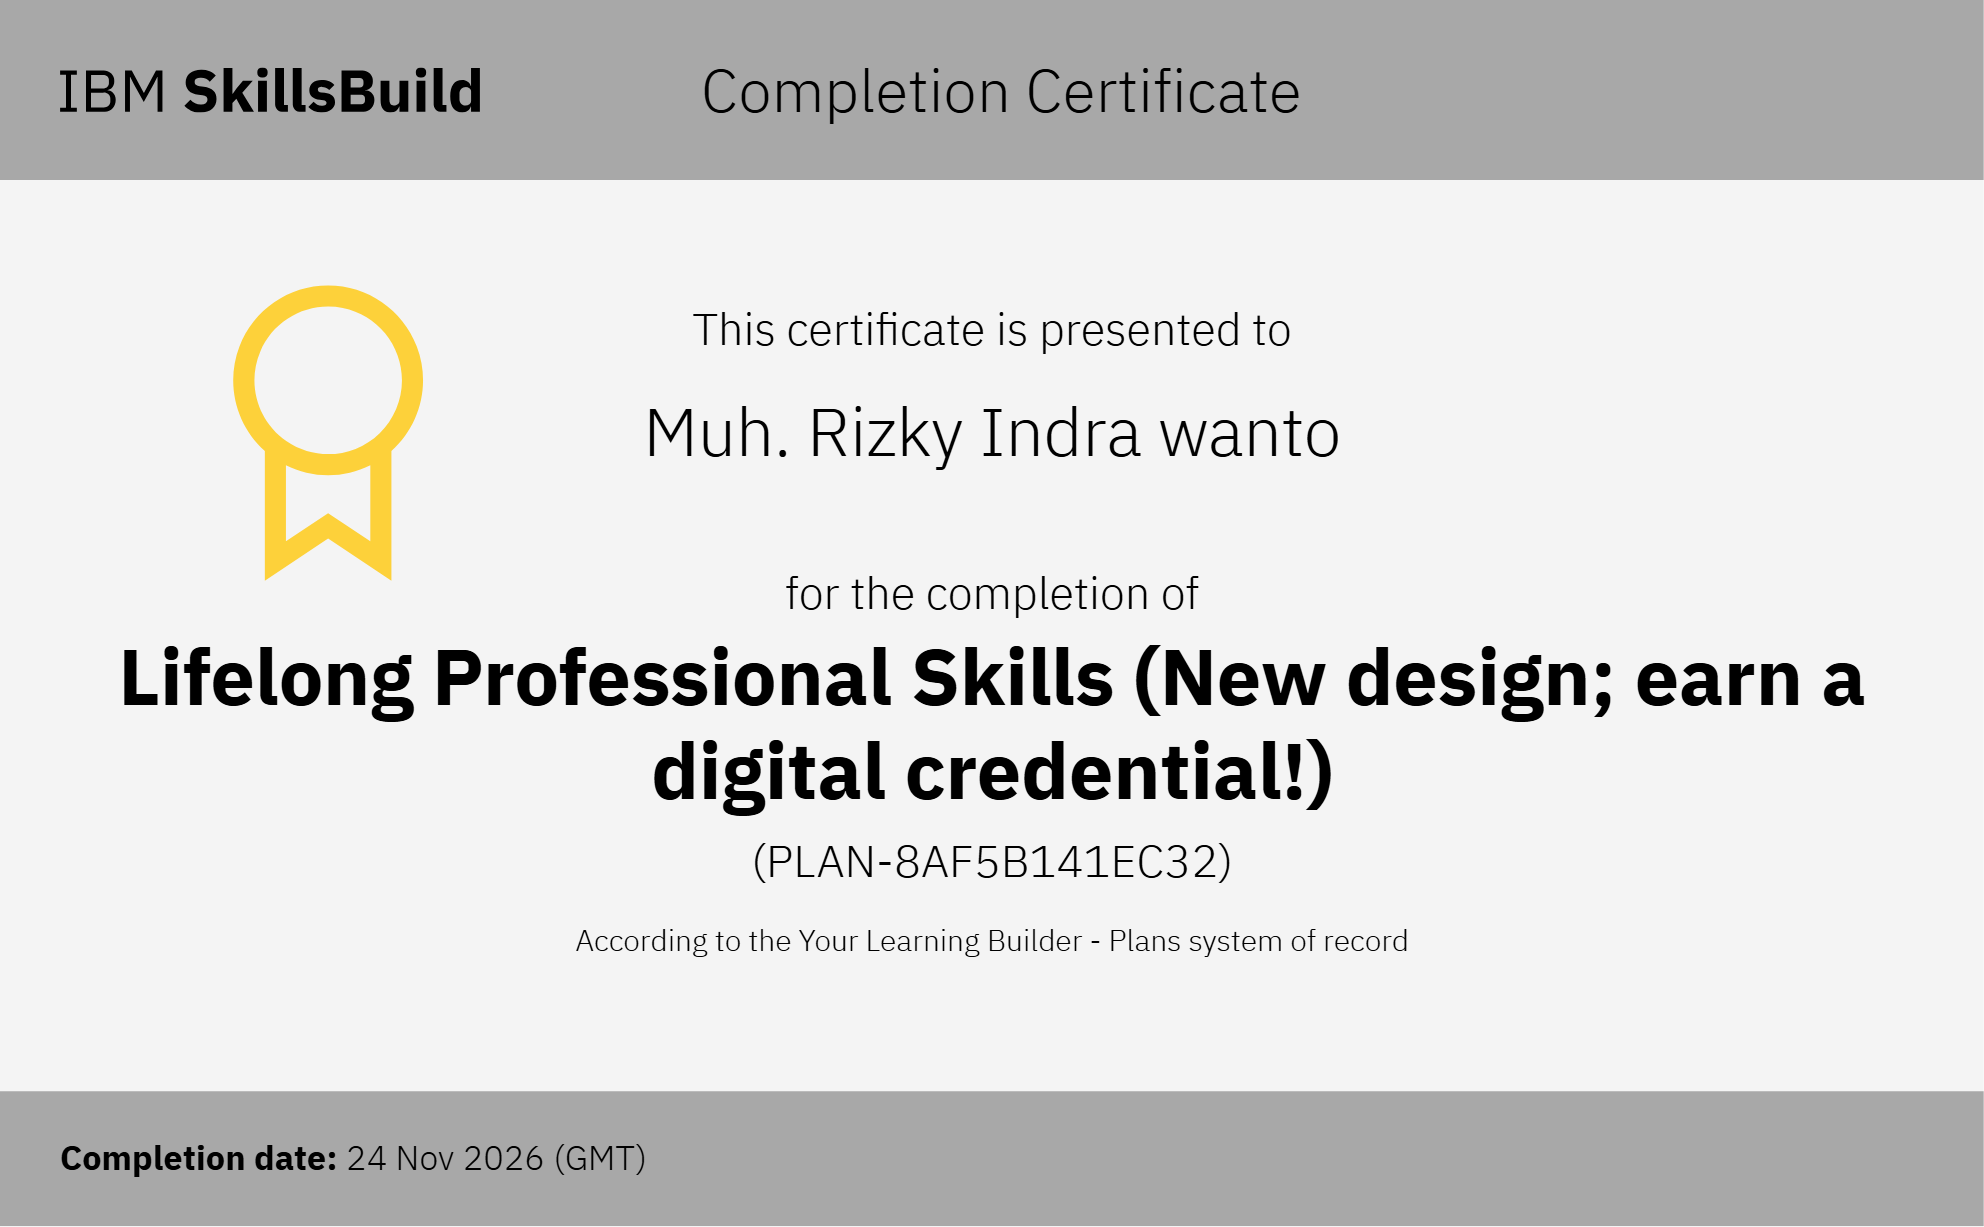 IBM SkillsBuild
Completion Certificate
This certificate is presented to
Muh. Rizky Indra wanto
for the completion of
Lifelong Professional Skills (New design; earn a
digital credential!)
(PLAN-8AF5B141EC32)
According to the Your Learning Builder - Plans system of record
Completion date: 24 Nov 2026 (GMT)